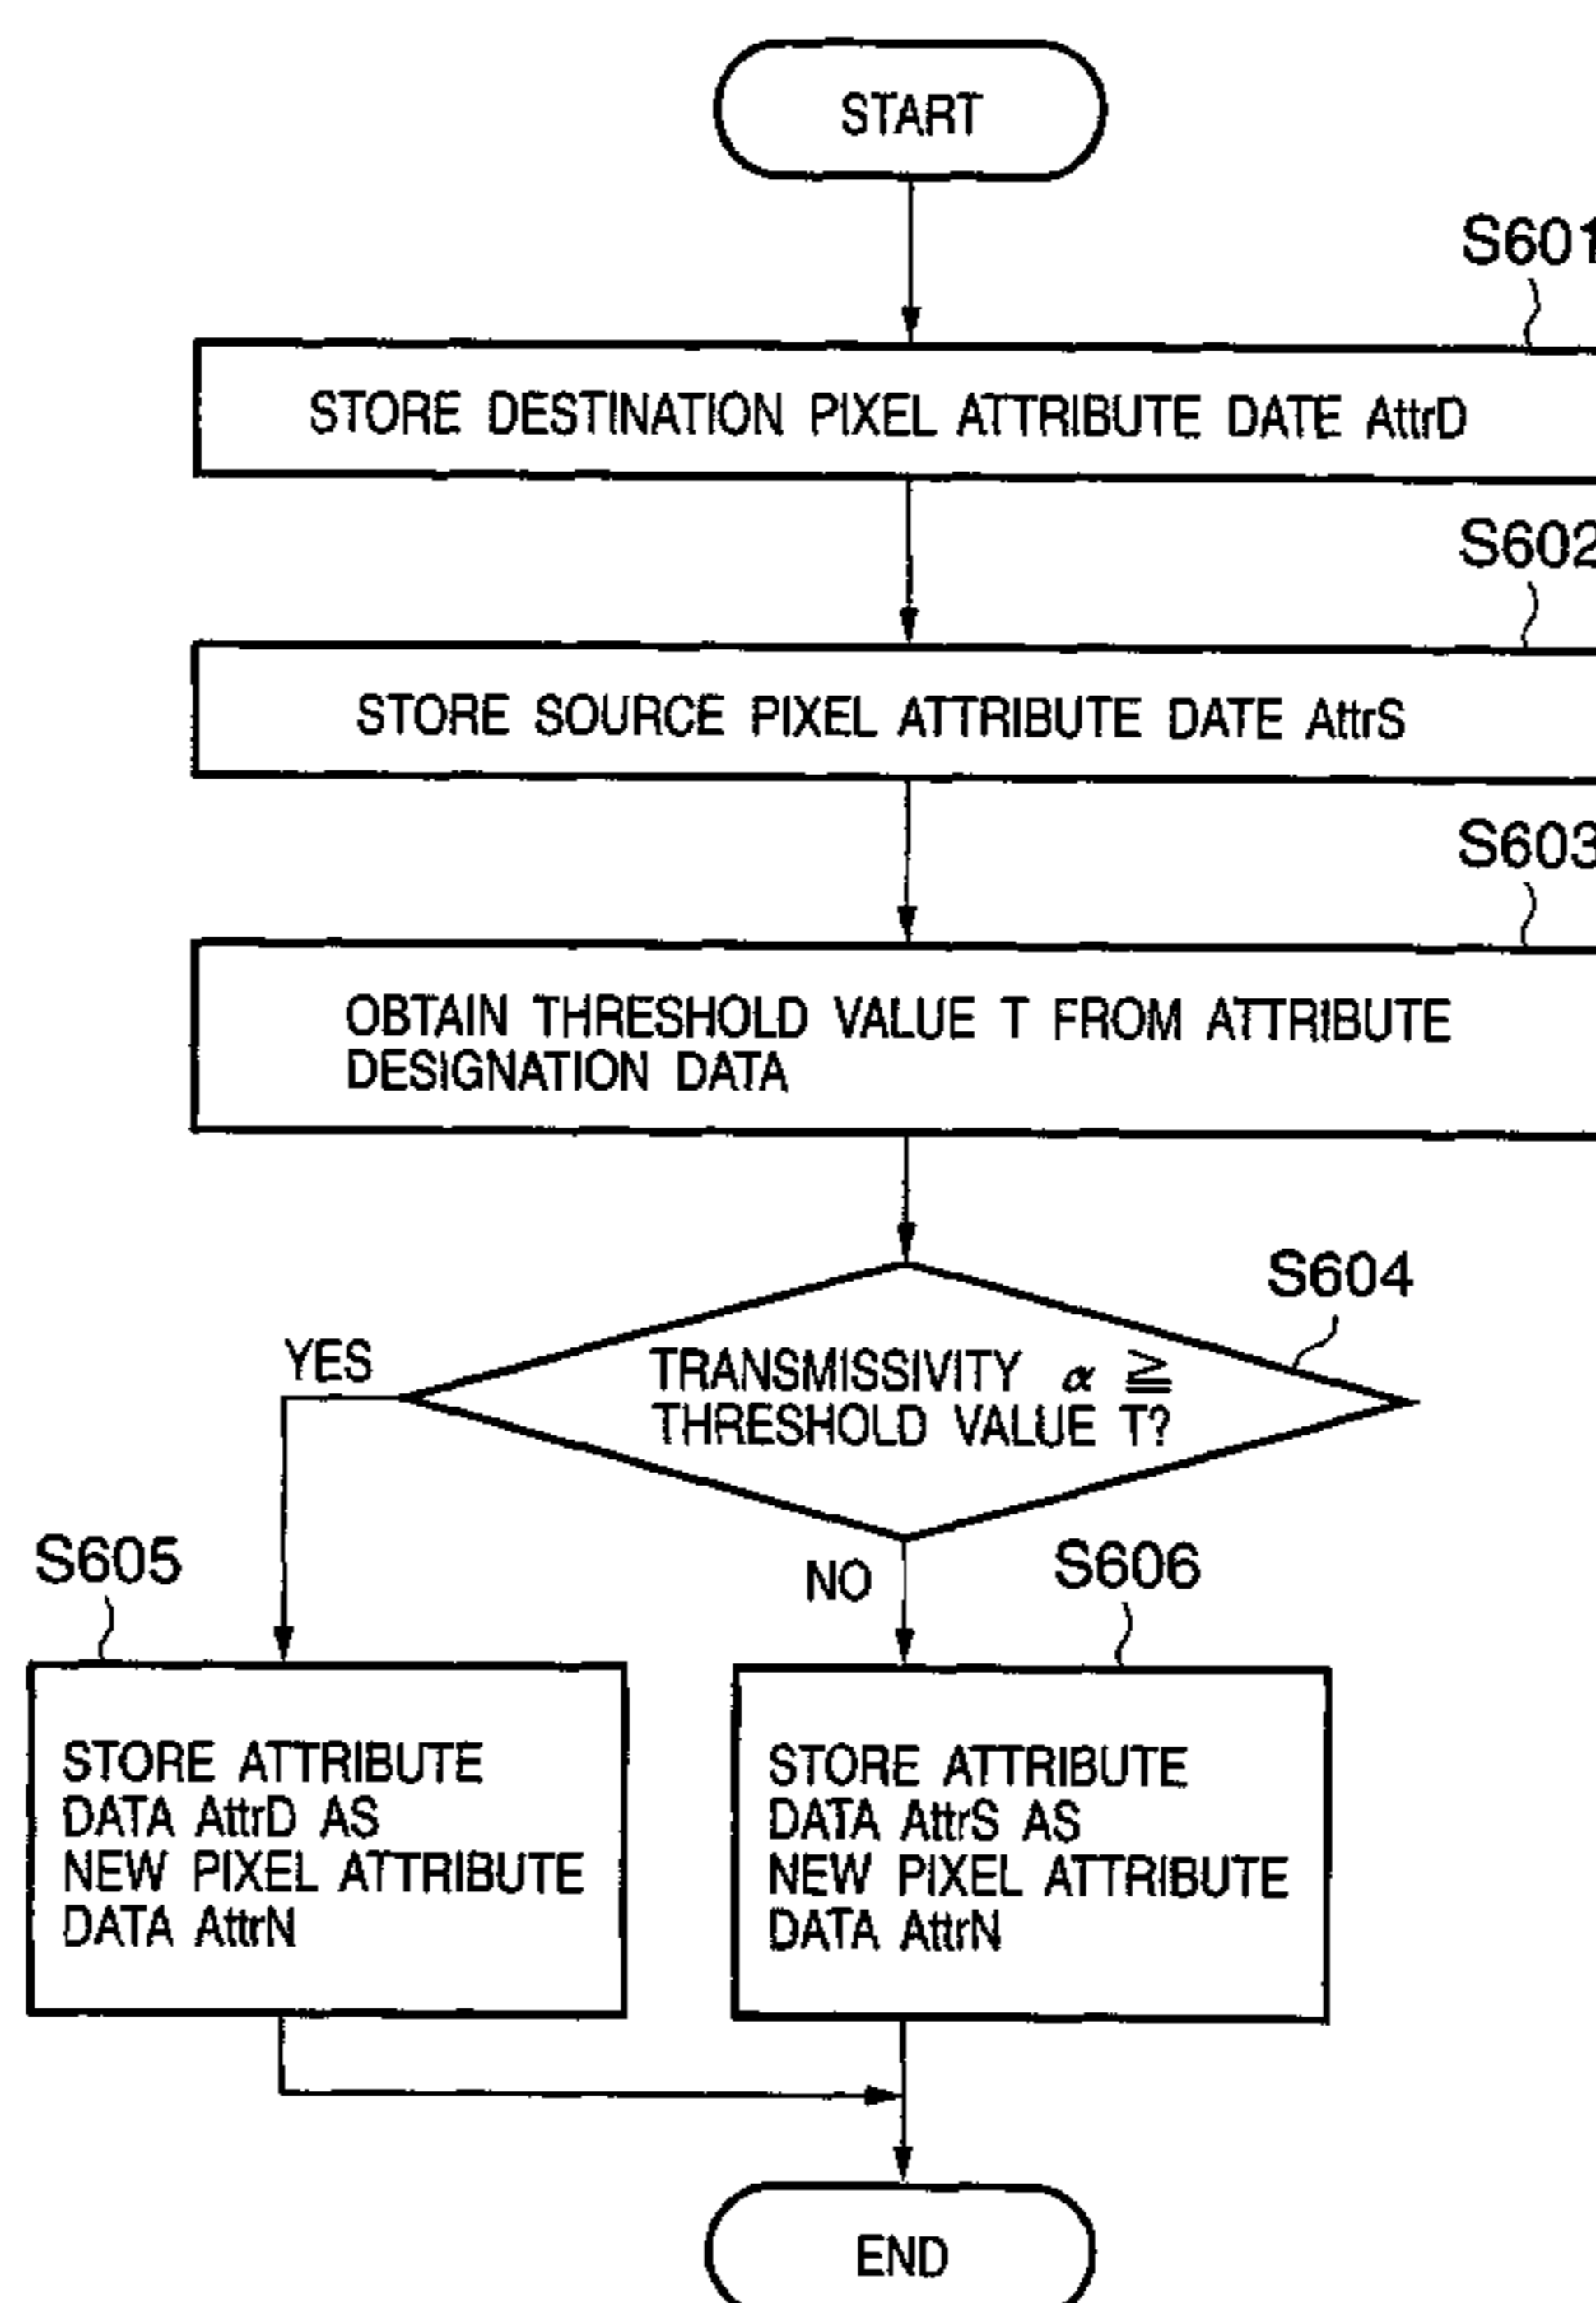 START
S601
STORE DESTINATION PIXEL ATTRIBUTE DATE AttrD
S602
STORE SOURCE PIXEL ATTRIBUTE DATE AttrS
S603
OBTAIN THRESHOLD VALUE T FROM ATTRIBUTE
DESIGNATION DATA
S604
YES
TRANSMISSIVITY α ≧
THRESHOLD VALUE T?
S605
NO
S606
STORE ATTRIBUTE
DATA AttrD AS
NEW PIXEL ATTRIBUTE
DATA AttrN
STORE ATTRIBUTE
DATA AttrS AS
NEW PIXEL ATTRIBUTE
DATA AttrN
END